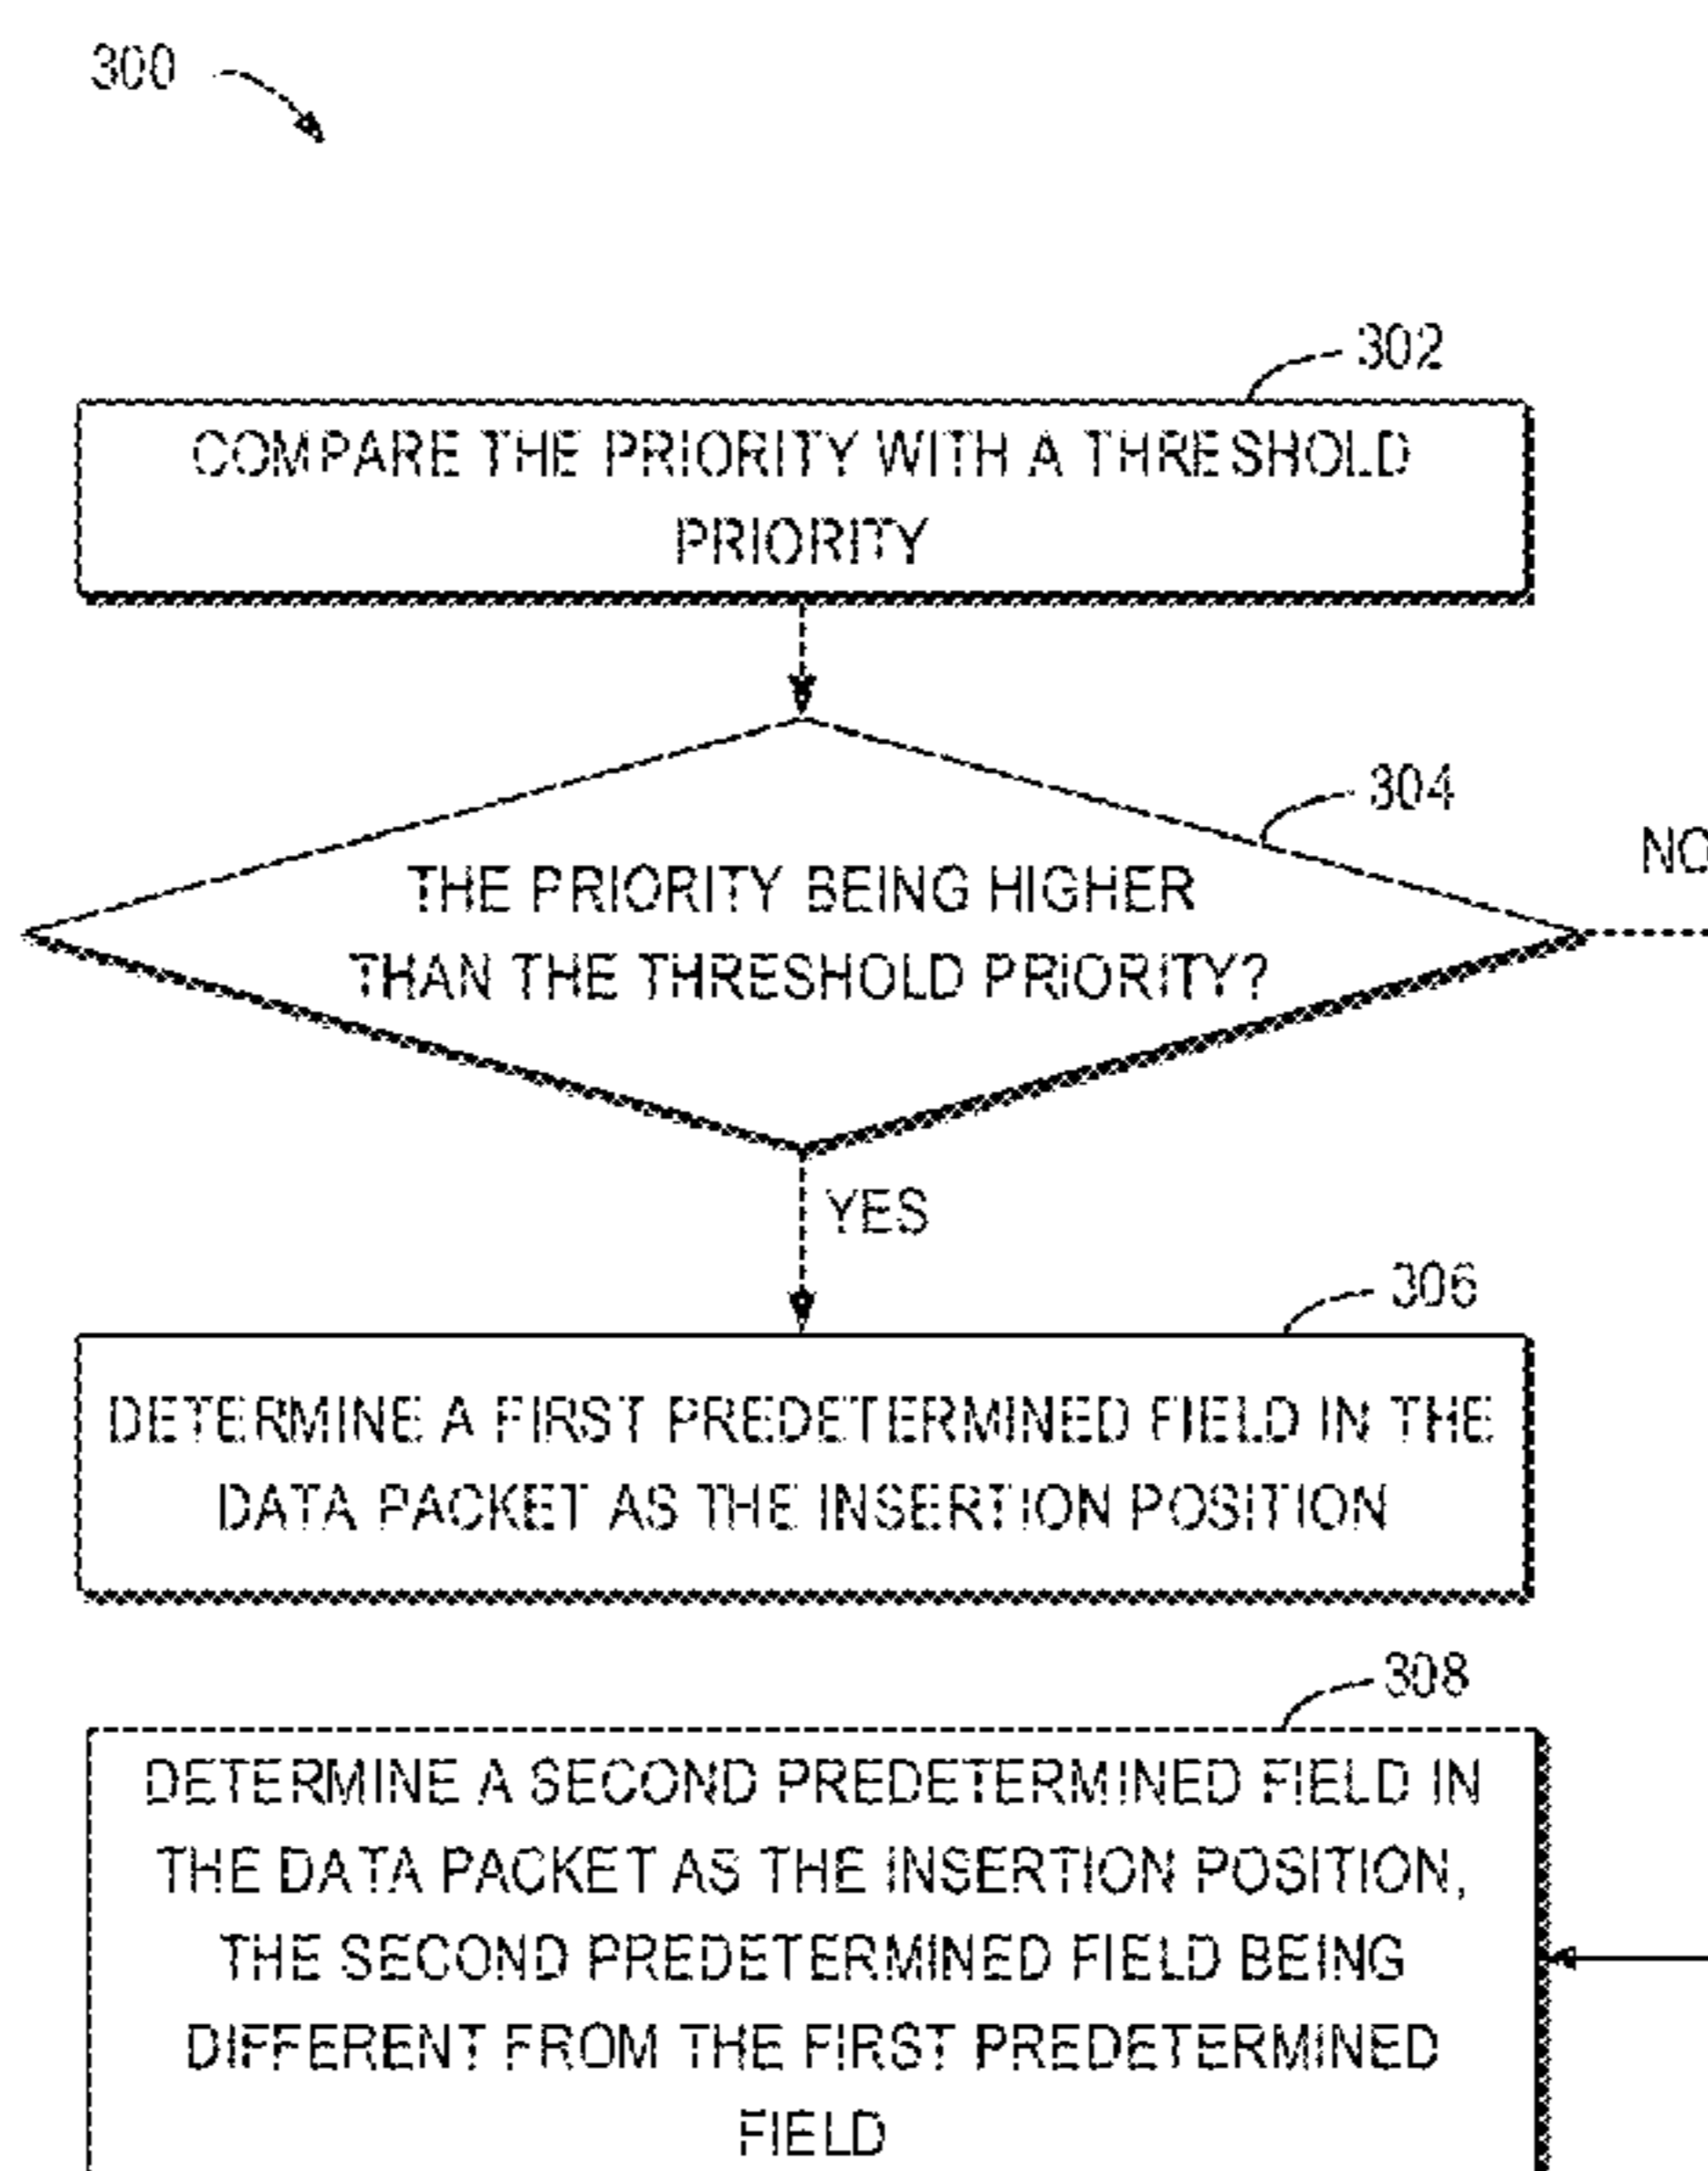 300
302
COMPARE THE PRIORITY WITH A THRESHOLD
PRIORITY
304
THE PRIORITY BEING HIGHER
THAN THE THRESHOLD PRIORITY?
NO
YES
306
DETERMINE A FIRST PREDETERMINED FIELD IN THE
DATA PACKET AS THE INSERTION POSITION
308
DETERMINE A SECOND PREDETERMINED FIELD IN
THE DATA PACKET AS THE INSERTION POSITION,
THE SECOND PREDETERMINED FIELD BEING
DIFFERENT FROM THE FIRST PREDETERMINED
FIELD